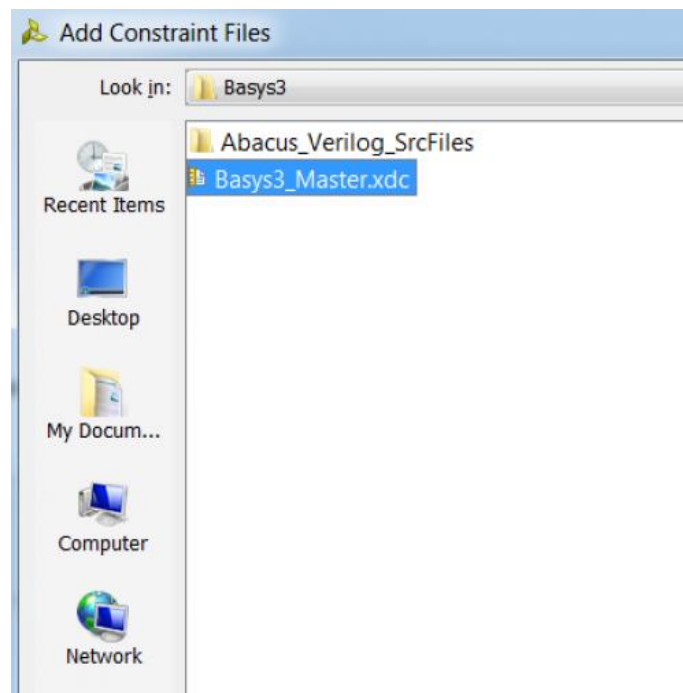 Add Constraint Files
Look in: Basys3
Abacus_Verilog_SrcFiles
Basys3_Master.xdc
Recent Items
Desktop
My Docum...
Computer
Network